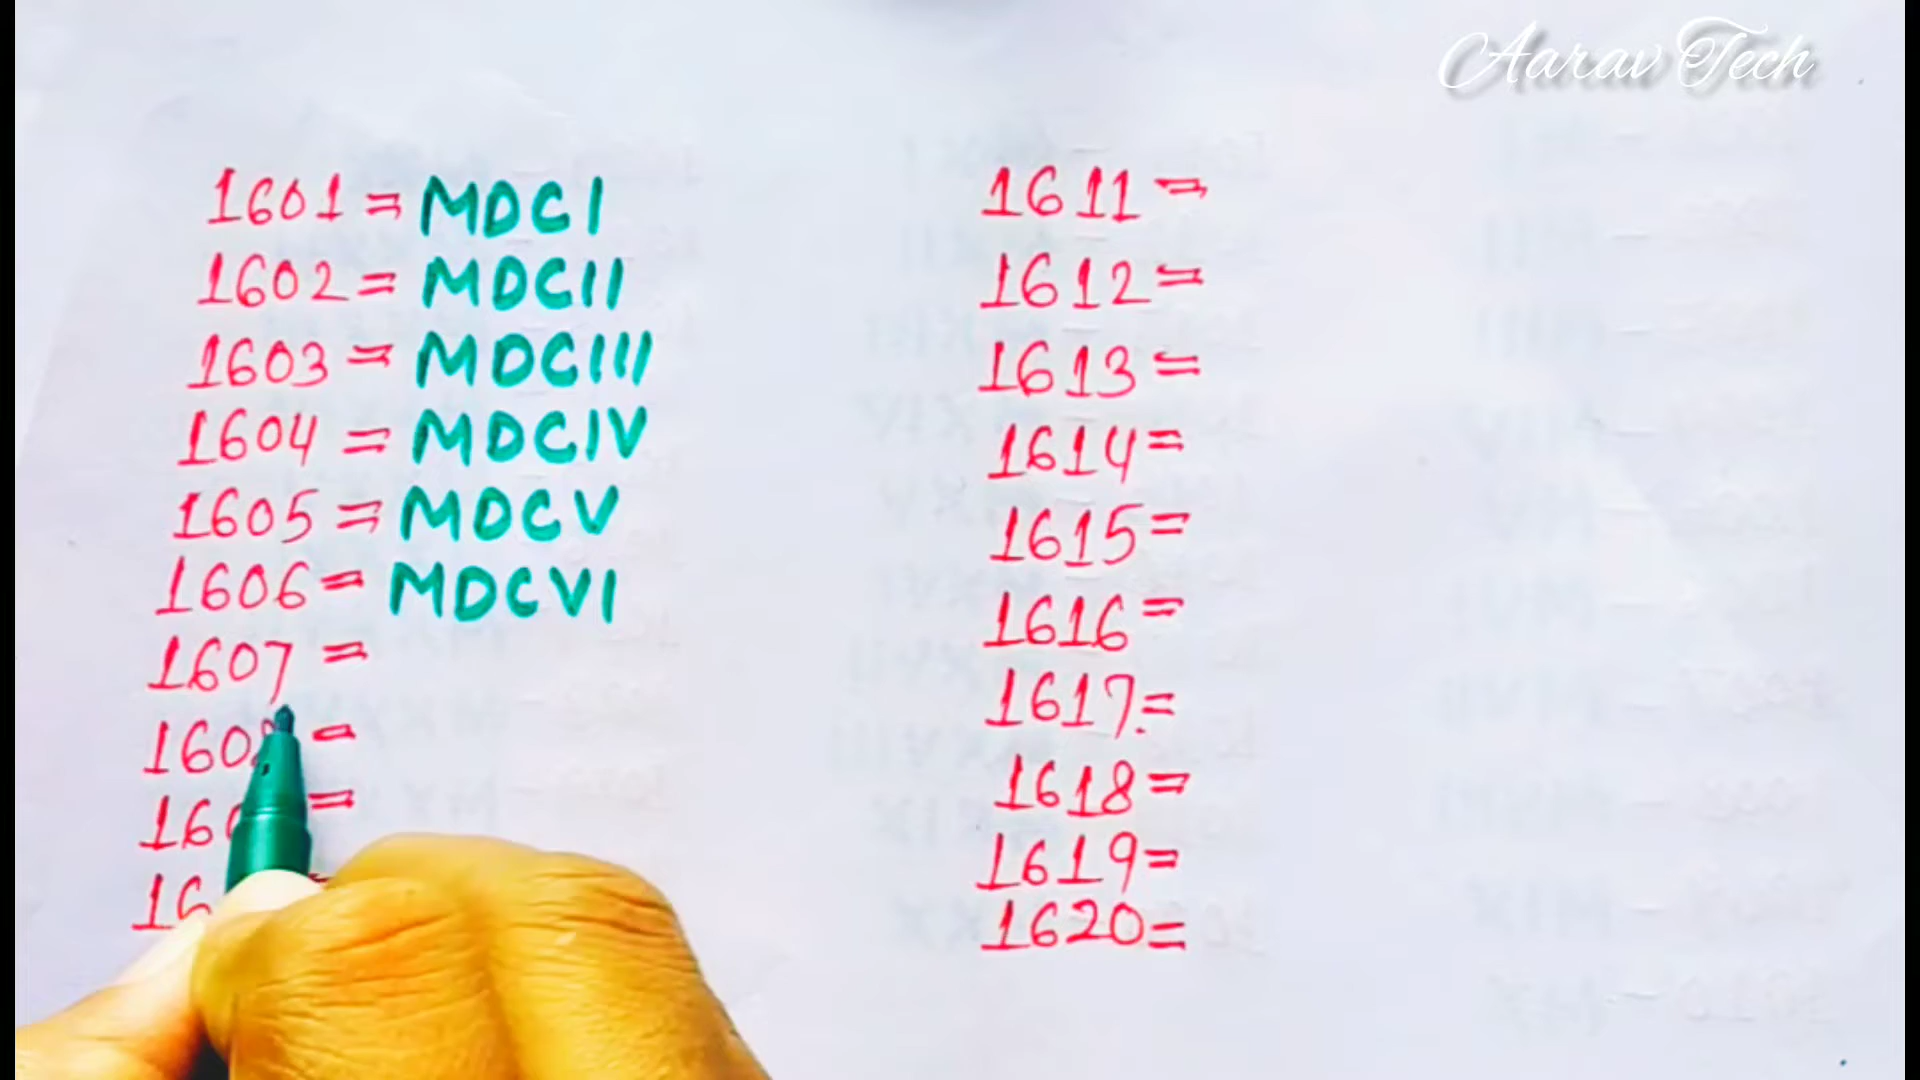 Aarav Tech
1601 = MDCI
1602 = MDCII
1603 = MDCIII
1604 = MDCIV
1605 = MDCV
1606 = MDCVI
1607 =
=
=
1611 =
1612 =
1613 =
1614 =
1615 =
1616 =
1617 =
1618 =
1619 =
1620 =